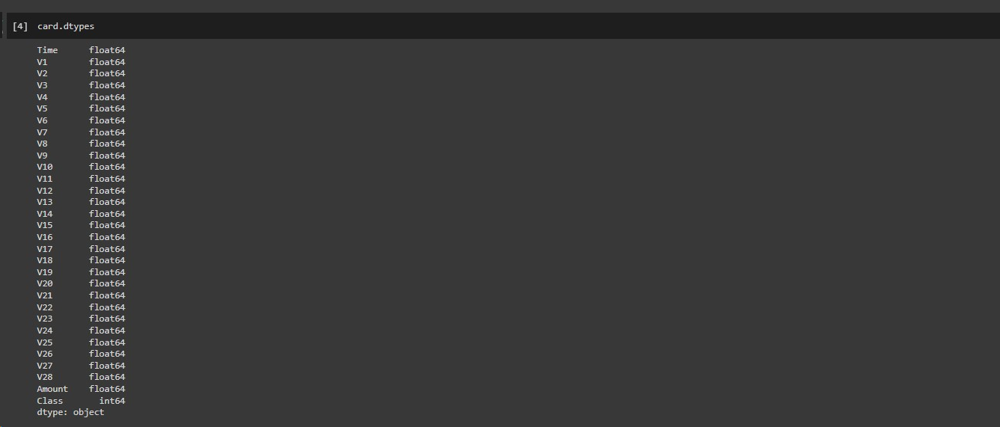 [4] card.dtypes
Time float64
V1 float64
V2 float64
V3 float64
V4 float64
V5 float64
V6 float64
V7 float64
V8 float64
V9 float64
V10 float64
V11 float64
V12 float64
V13 float64
V14 float64
V15 float64
V16 float64
V17 float64
V18 float64
V19 float64
V20 float64
V21 float64
V22 float64
V23 float64
V24 float64
V25 float64
V26 float64
V27 float64
V28 float64
Amount float64
Class int64
dtype: object